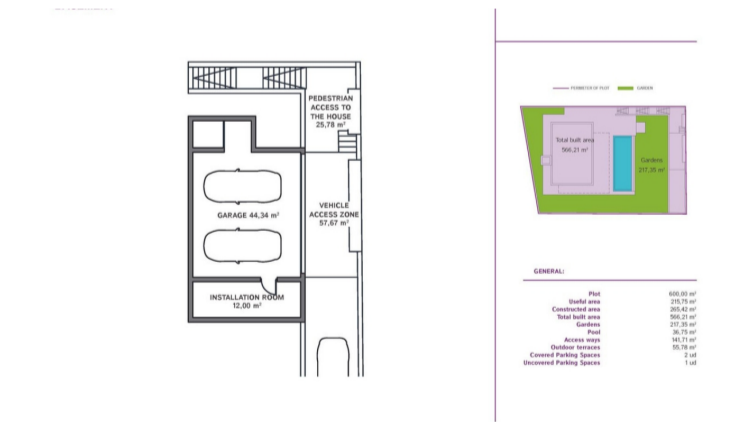 PEDESTRIAN
ACCESS TO
THE HOUSE
25,78 m²
GARAGE 44,34 m²
VEHICLE
ACCESS ZONE
57,67 m²
INSTALLATION ROOM
12,00 m²
PERIMETER OF PLOT
GARDEN
Total built area
566,21 m²
Gardens
217,35 m²
GENERAL:
Plot 600,00 m²
Useful area 215,75 m²
Constructed area 265,42 m²
Total built area 566,21 m²
Gardens 217,35 m²
Pool 36,75 m²
Access ways 141,71 m²
Outdoor terraces 55,78 m²
Covered Parking Spaces 2 ud
Uncovered Parking Spaces 1 ud